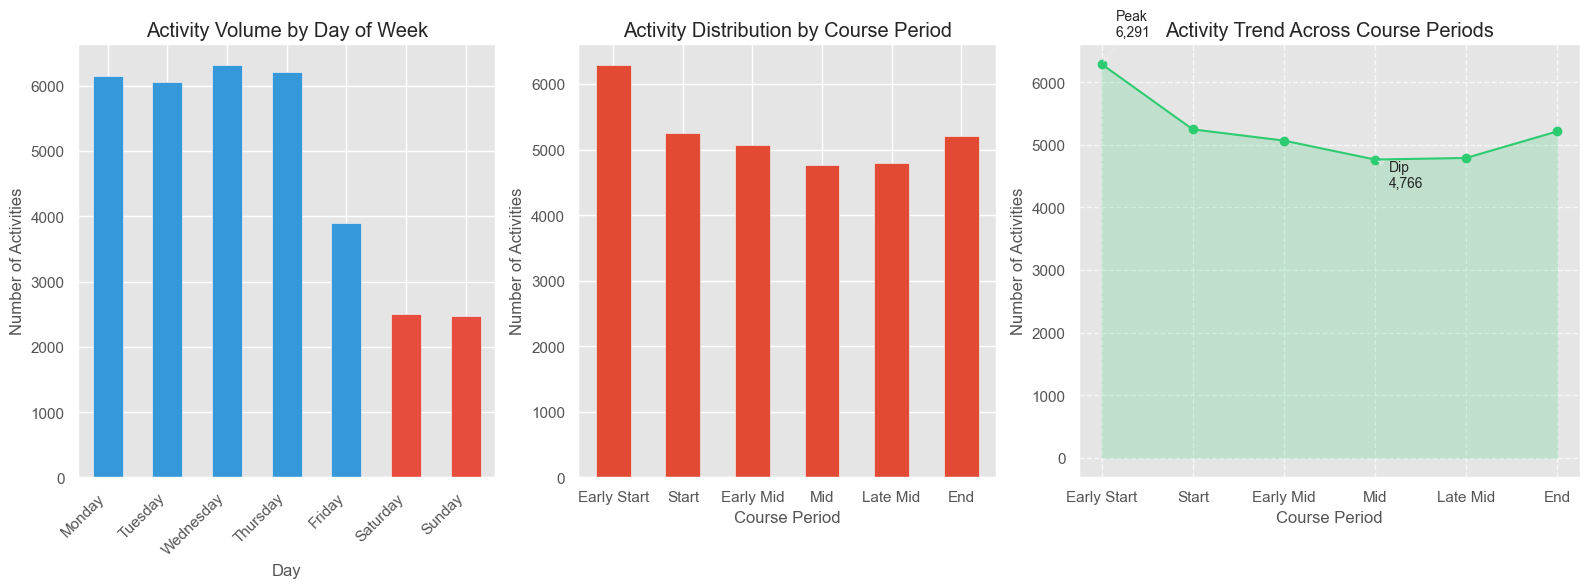 Activity Volume by Day of Week
Number of Activities
6000
5000
4000
3000
2000
1000
0
Monday
Tuesday
Wednesday
Thursday
Friday
Saturday
Sunday
Day
Activity Distribution by Course Period
Number of Activities
6000
5000
4000
3000
2000
1000
0
Early Start
Start
Early Mid
Mid
Late Mid
End
Course Period
Peak
6,291
Activity Trend Across Course Periods
Number of Activities
6000
5000
4000
3000
2000
1000
0
Dip
4,766
Early Start
Start
Early Mid
Mid
Late Mid
End
Course Period